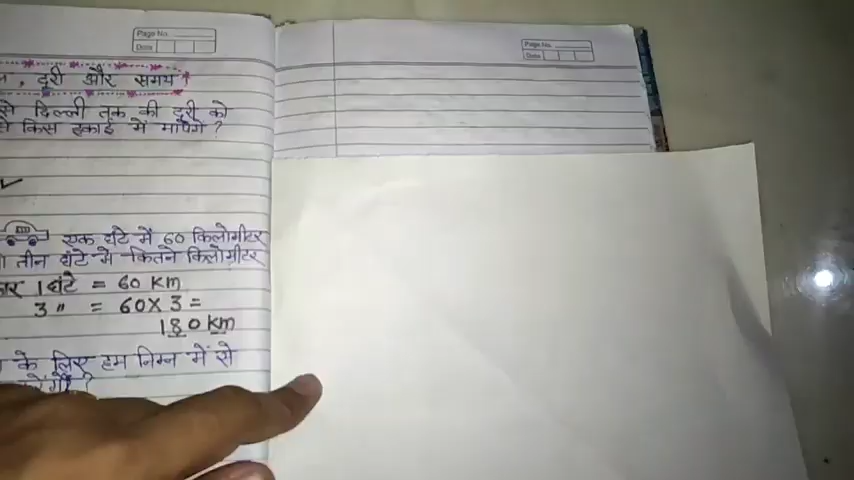 Page No.
Date
Page No.
Date
दूरी और समय
से दिल्ली तक की दूरी को
किस इकाई में मापेंगे ?
एक घंटे में 60 किलोमीटर
तीन घंटे में कितने किलोमीटर
1 घंटे = 60 Km
3 " = 60 X 3 =
180 km
के लिए हम निम्न में से